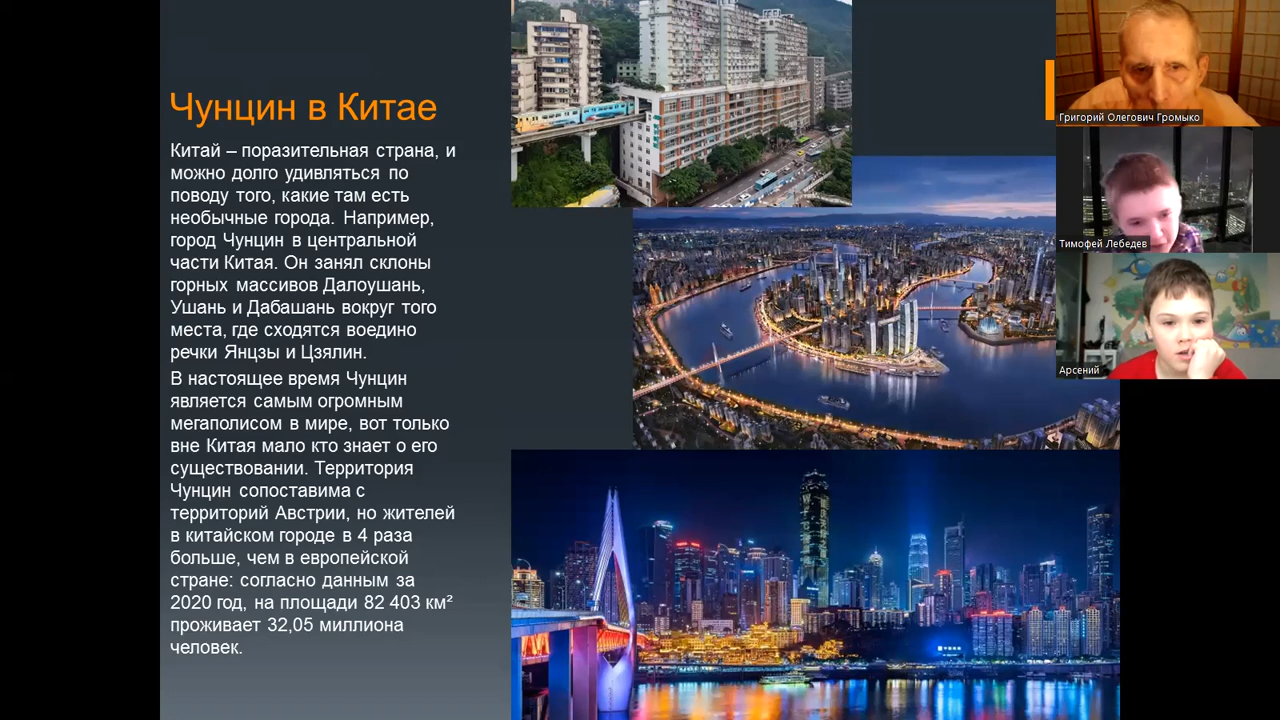 Чунцин в Китае
Китай – поразительная страна, и
можно долго удивляться по
поводу того, какие там есть
необычные города. Например,
город Чунцин в центральной
части Китая. Он занял склоны
горных массивов Далоушань,
Ушань и Дабашань вокруг того
места, где сходятся воедино
речки Янцзы и Цзялин.
В настоящее время Чунцин
является самым огромным
мегаполисом в мире, вот только
вне Китая мало кто знает о его
существовании. Территория
Чунцин сопоставима с
территорий Австрии, но жителей
в китайском городе в 4 раза
больше, чем в европейской
стране: согласно данным за
2020 год, на площади 82 403 км²
проживает 32,05 миллиона
человек.
Григорий Олегович Громыко
Тимофей Лебедев
Арсений